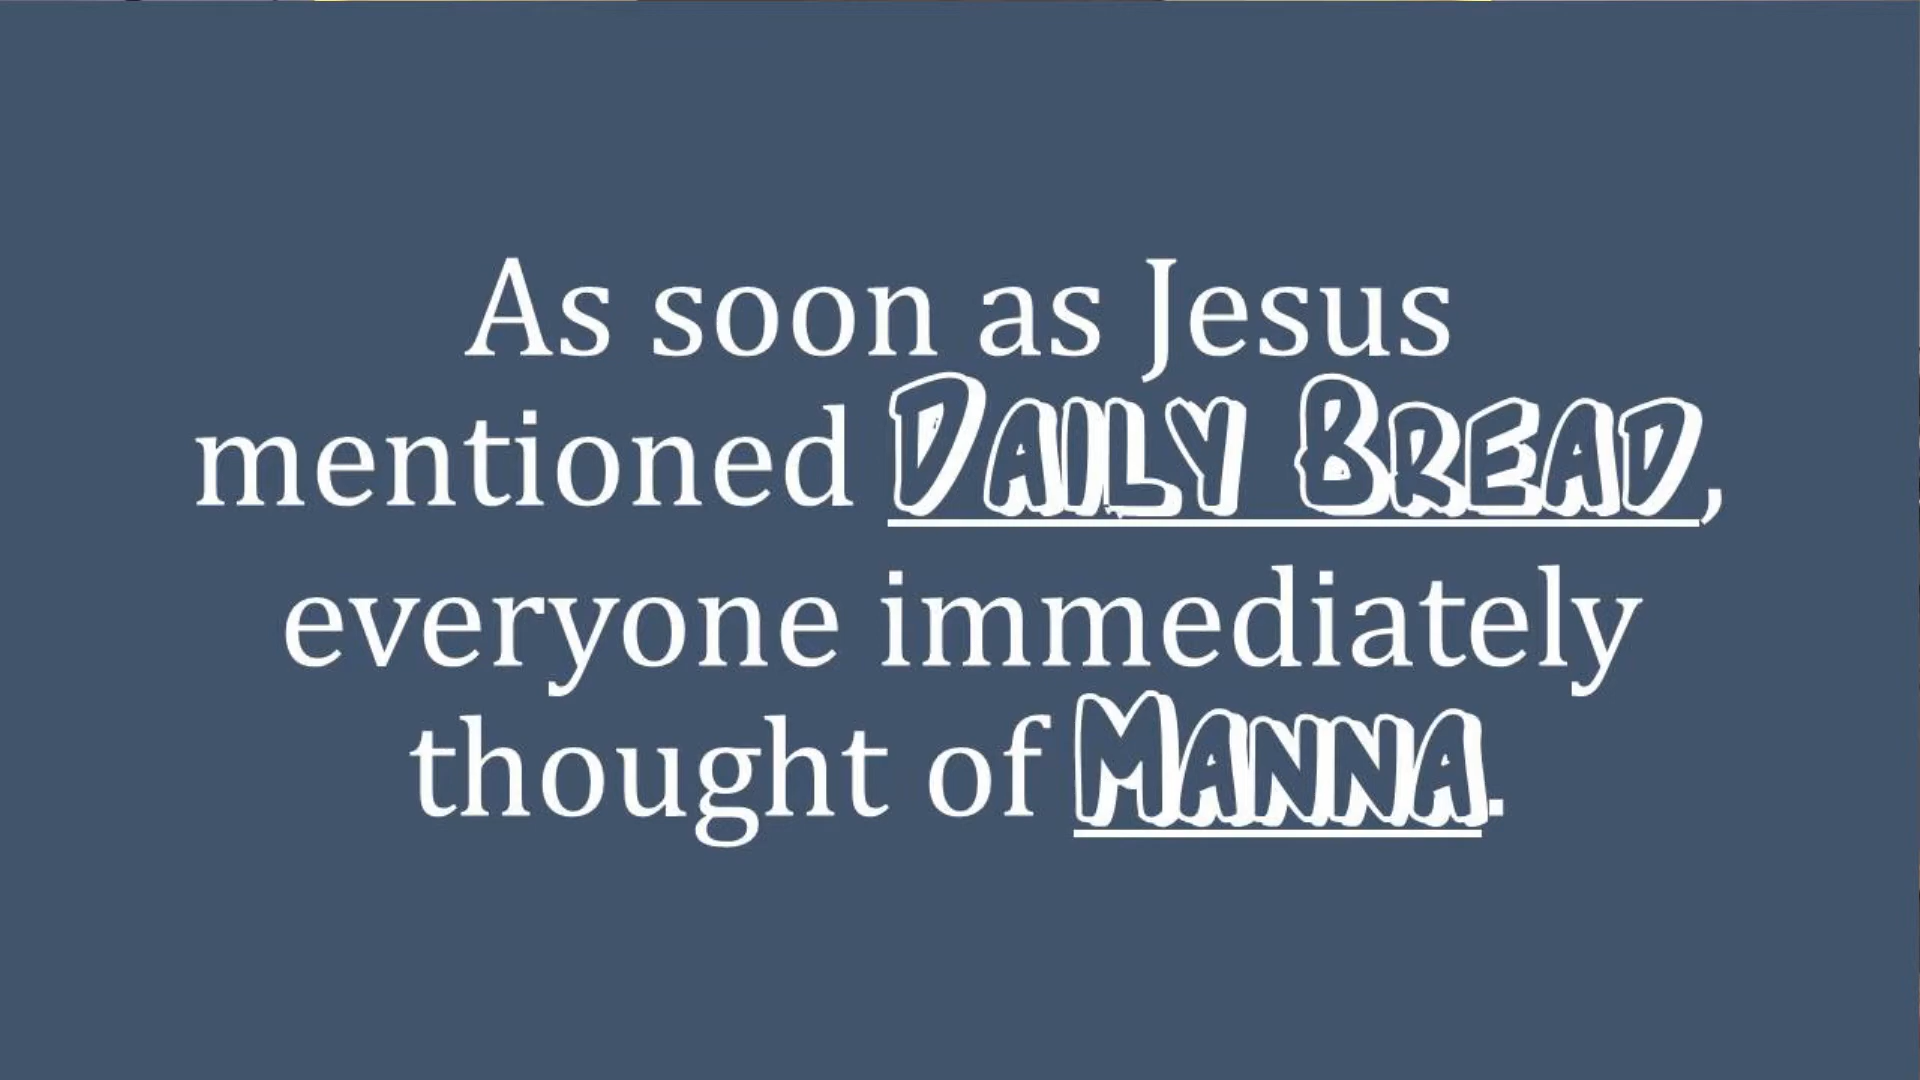 As soon as Jesus
mentioned Daily Bread,
everyone immediately
thought of Manna.